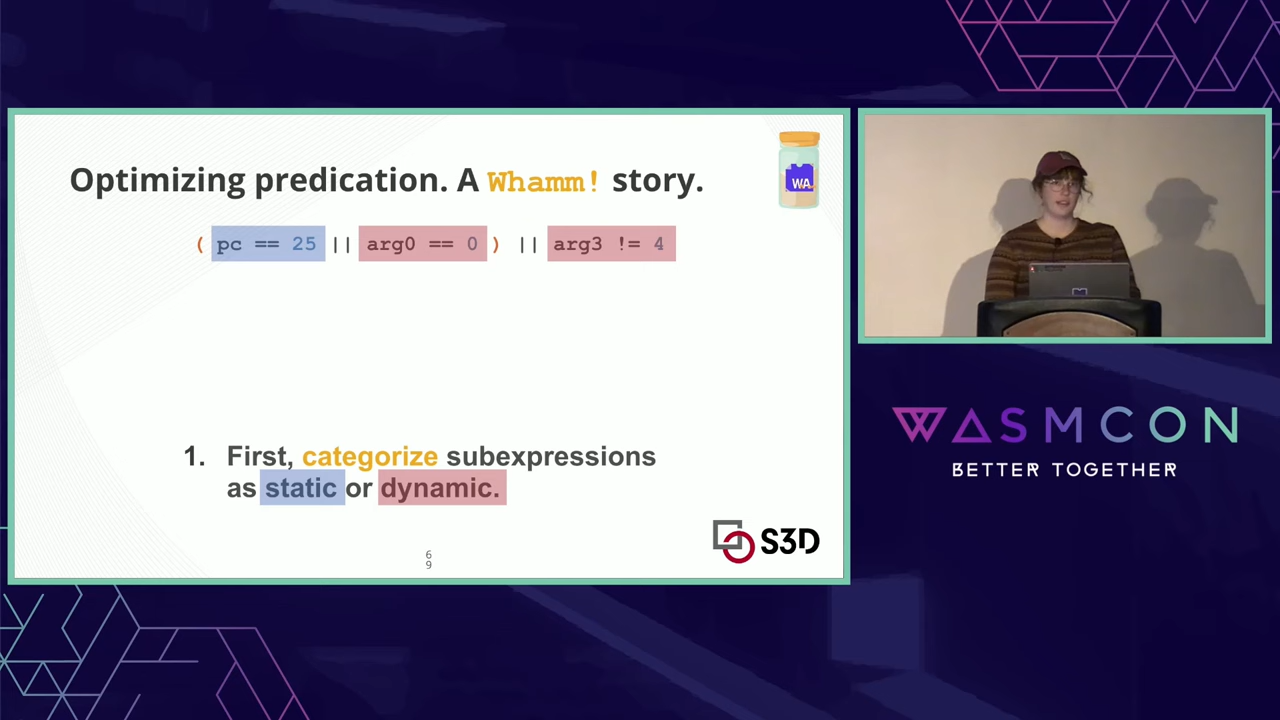 Optimizing predication. A Whamm! story.
WA
( pc == 25 || arg0 == 0 ) || arg3 != 4
1. First, categorize subexpressions
as static or dynamic.
6
9
S3D
WASMCON
BETTER TOGETHER